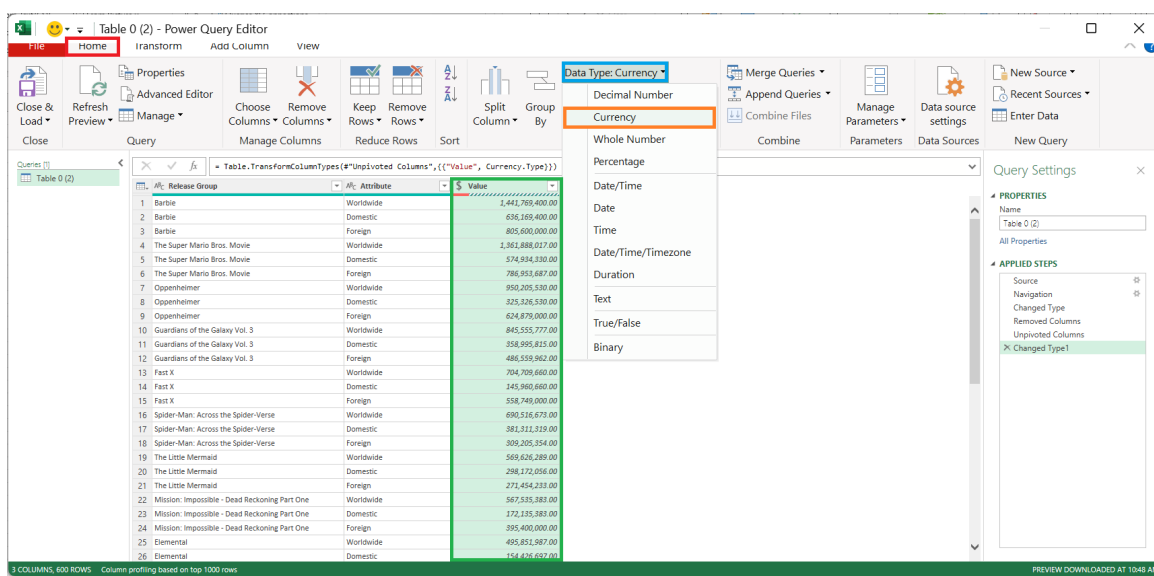 Table 0 (2) - Power Query Editor
File Home Transform Add Column View
Close & Load
Refresh Preview
Properties
Advanced Editor
Manage
Choose Columns
Remove Columns
Keep Rows
Remove Rows
Split Column
Group By
Data Type: Currency
Merge Queries
Append Queries
Combine Files
Manage Parameters
Data source settings
New Source
Recent Sources
Enter Data
Close Query Manage Columns Reduce Rows Sort Combine Parameters Data Sources New Query
Decimal Number
Currency
Whole Number
Percentage
Date/Time
Date
Time
Date/Time/Timezone
Duration
Text
True/False
Binary
Queries [1]
Table 0 (2)
= Table.TransformColumnTypes(#"Unpivoted Columns",{{"Value", Currency.Type}})
Release Group Attribute $ Value
1 Barbie Worldwide 1,441,769,400.00
2 Barbie Domestic 636,169,400.00
3 Barbie Foreign 805,600,000.00
4 The Super Mario Bros. Movie Worldwide 1,361,888,017.00
5 The Super Mario Bros. Movie Domestic 574,934,330.00
6 The Super Mario Bros. Movie Foreign 786,953,687.00
7 Oppenheimer Worldwide 950,205,530.00
8 Oppenheimer Domestic 325,326,530.00
9 Oppenheimer Foreign 624,879,000.00
10 Guardians of the Galaxy Vol. 3 Worldwide 845,555,777.00
11 Guardians of the Galaxy Vol. 3 Domestic 358,995,815.00
12 Guardians of the Galaxy Vol. 3 Foreign 486,559,962.00
13 Fast X Worldwide 704,709,660.00
14 Fast X Domestic 145,960,660.00
15 Fast X Foreign 558,749,000.00
16 Spider-Man: Across the Spider-Verse Worldwide 690,516,673.00
17 Spider-Man: Across the Spider-Verse Domestic 381,311,319.00
18 Spider-Man: Across the Spider-Verse Foreign 309,205,354.00
19 The Little Mermaid Worldwide 569,626,289.00
20 The Little Mermaid Domestic 298,172,056.00
21 The Little Mermaid Foreign 271,454,233.00
22 Mission: Impossible - Dead Reckoning Part One Worldwide 567,535,383.00
23 Mission: Impossible - Dead Reckoning Part One Domestic 172,135,383.00
24 Mission: Impossible - Dead Reckoning Part One Foreign 395,400,000.00
25 Elemental Worldwide 495,851,987.00
26 Elemental Domestic 154,426,697.00
Query Settings
PROPERTIES
Name
Table 0 (2)
All Properties
APPLIED STEPS
Source
Navigation
Changed Type
Removed Columns
Unpivoted Columns
Changed Type1
3 COLUMNS, 600 ROWS Column profiling based on top 1000 rows
PREVIEW DOWNLOADED AT 10:48 AM